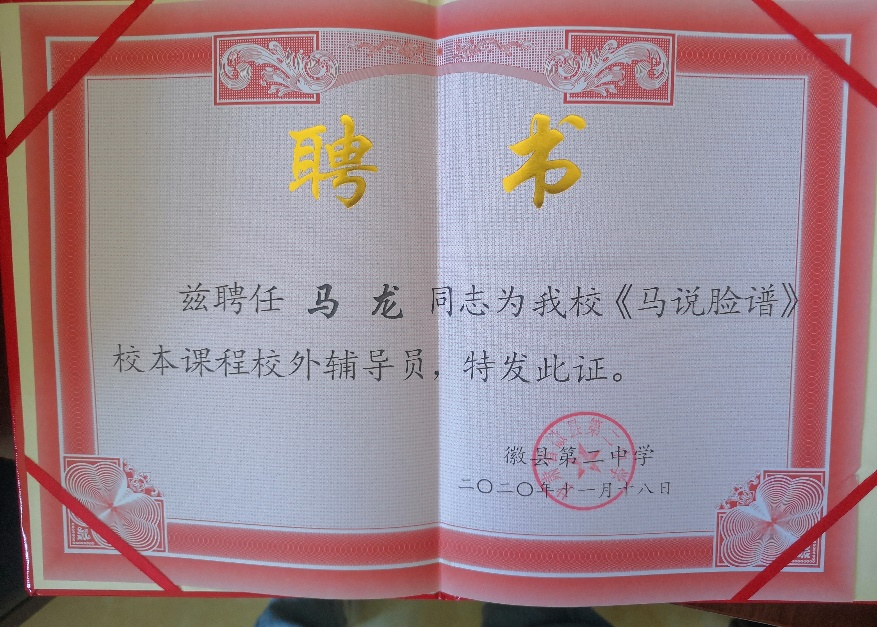 聘书
兹聘任 马龙 同志为我校《马说脸谱》
校本课程校外辅导员，特发此证。
徽县第二中学
二〇二〇年十一月十八日